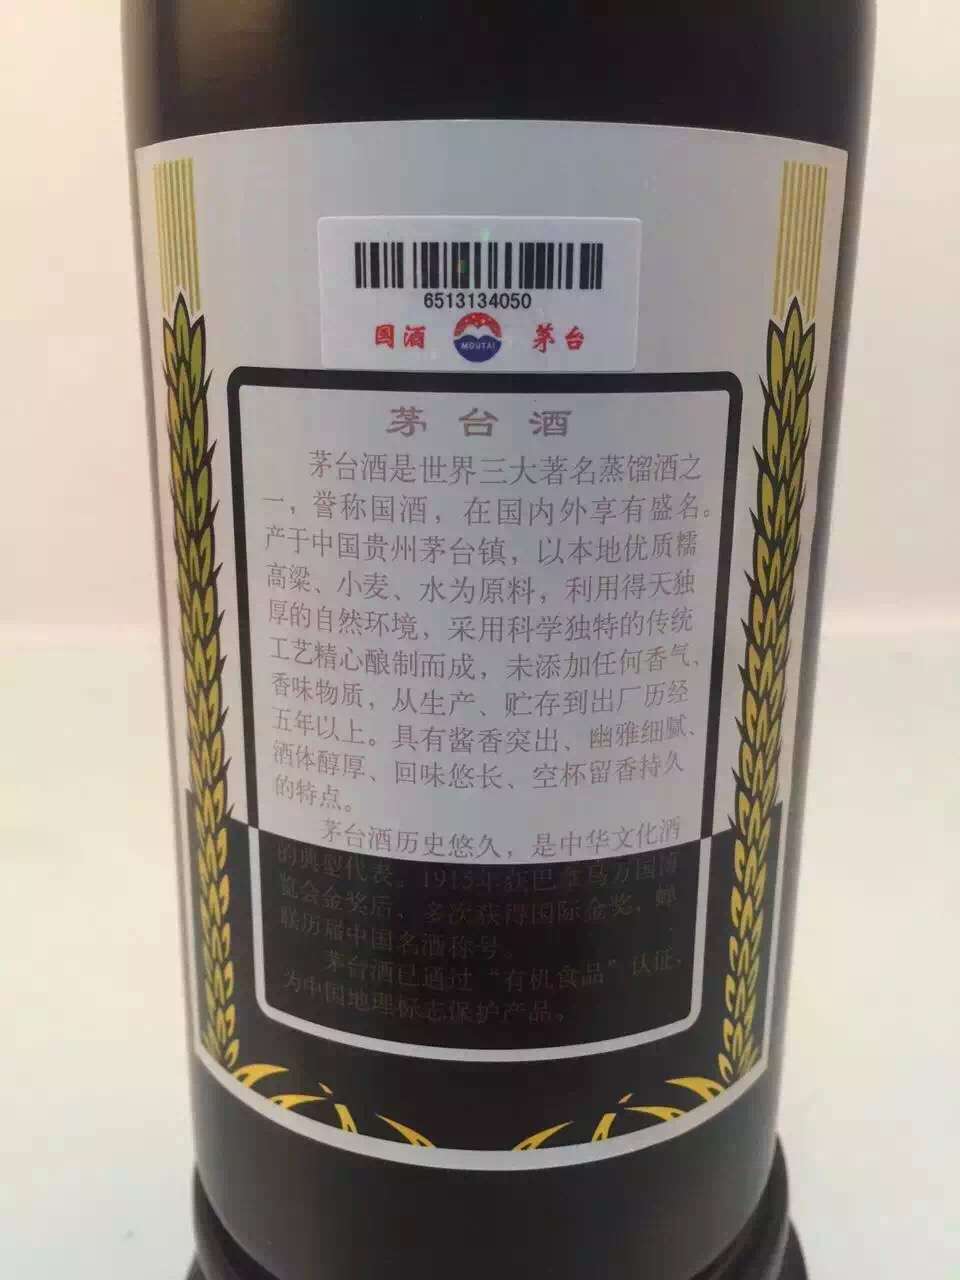 6513134050
国酒 MOUTAI 茅台
茅台酒
茅台酒是世界三大著名蒸馏酒之
一，誉称国酒，在国内外享有盛名。
产于中国贵州茅台镇，以本地优质糯
高粱、小麦、水为原料，利用得天独
厚的自然环境，采用科学独特的传统
工艺精心酿制而成，未添加任何香气、
香味物质，从生产、贮存到出厂历经
五年以上。具有酱香突出、幽雅细腻、
酒体醇厚、回味悠长、空杯留香持久
的特点。
茅台酒历史悠久，是中华文化酒
的典型代表。1915年获巴拿马万国博
览会金奖后，多次获得国际金奖，蝉
联历届中国名酒称号。
茅台酒已通过“有机食品”认证，
为中国地理标志保护产品。